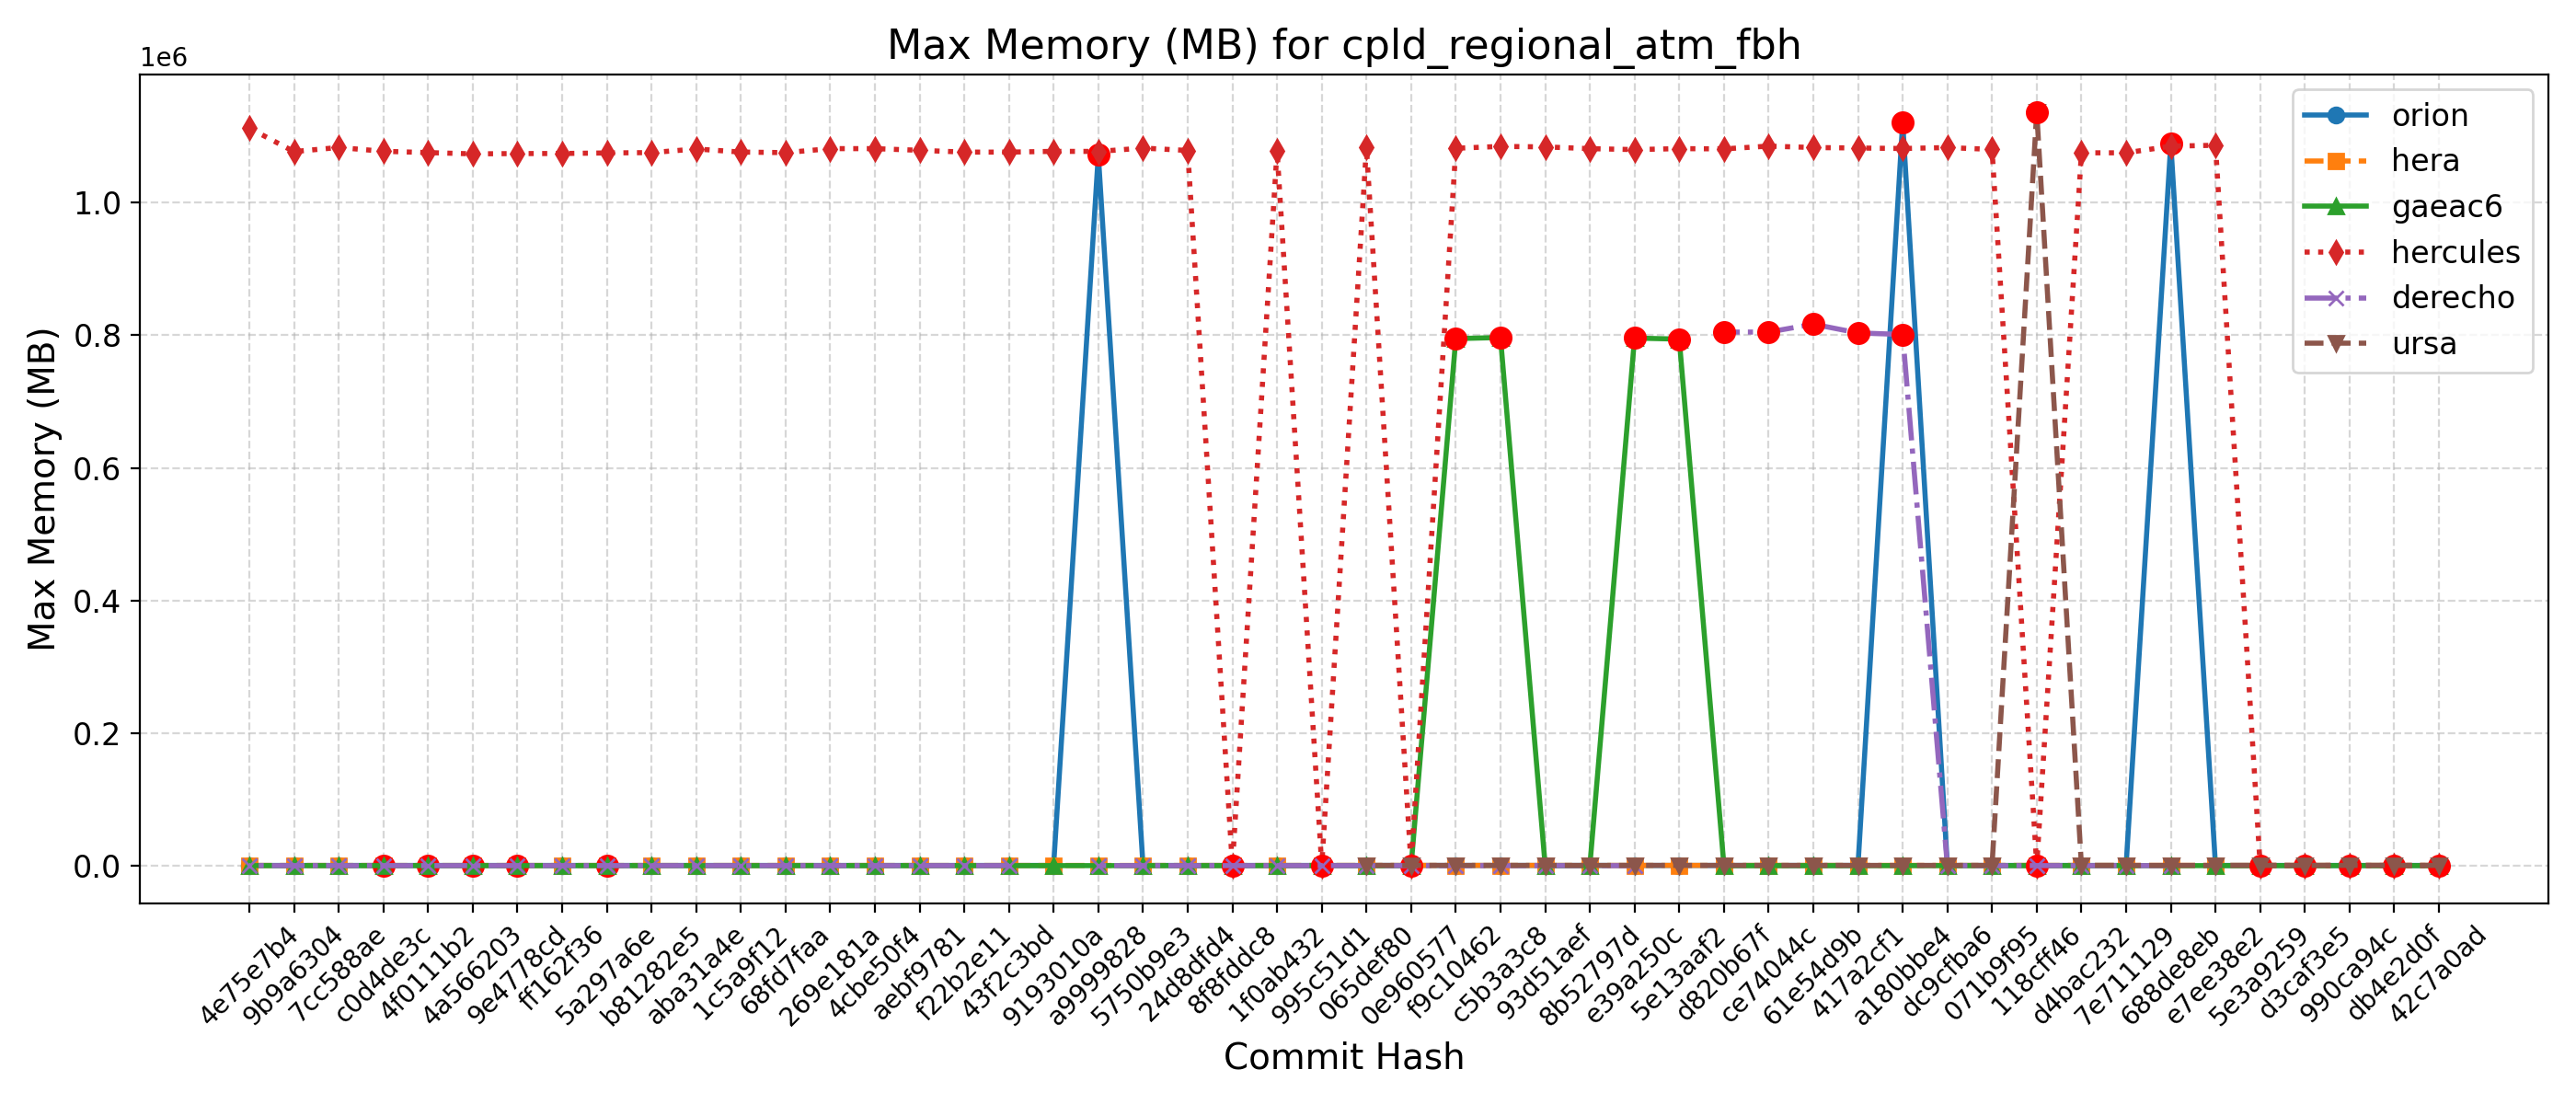 Max Memory (MB) for cpld_regional_atm_fbh
1e6
1.0
0.8
0.6
0.4
0.2
0.0
Max Memory (MB)
orion
hera
gaeac6
hercules
derecho
ursa
4e75e7b4
9b9a6304
7cc588ae
c0d4de3c
4f0111b2
4a566203
9e4778cd
ff162f36
5a297a6e
b81282e5
aba31a4e
1c5a9f12
68fd7faa
269e181a
4cbe50f4
aebf9781
f22b2e11
43f2c3bd
9193010a
a9999828
5750b9e3
24d8dfd4
8f8fddc8
1f0ab432
995c51d1
065def80
0e960577
f9c10462
c5b3a3c8
93d51aef
8b52797d
e39a250c
5e13aaf2
d820b67f
ce74044c
61e54d9b
417a2cf1
a180bbe4
dc9cfba6
071b9f95
118cff46
d4bac232
7e711129
688de8eb
e7ee38e2
5e3a9259
d3caf3e5
990ca94c
db4e2d0f
42c7a0ad
Commit Hash